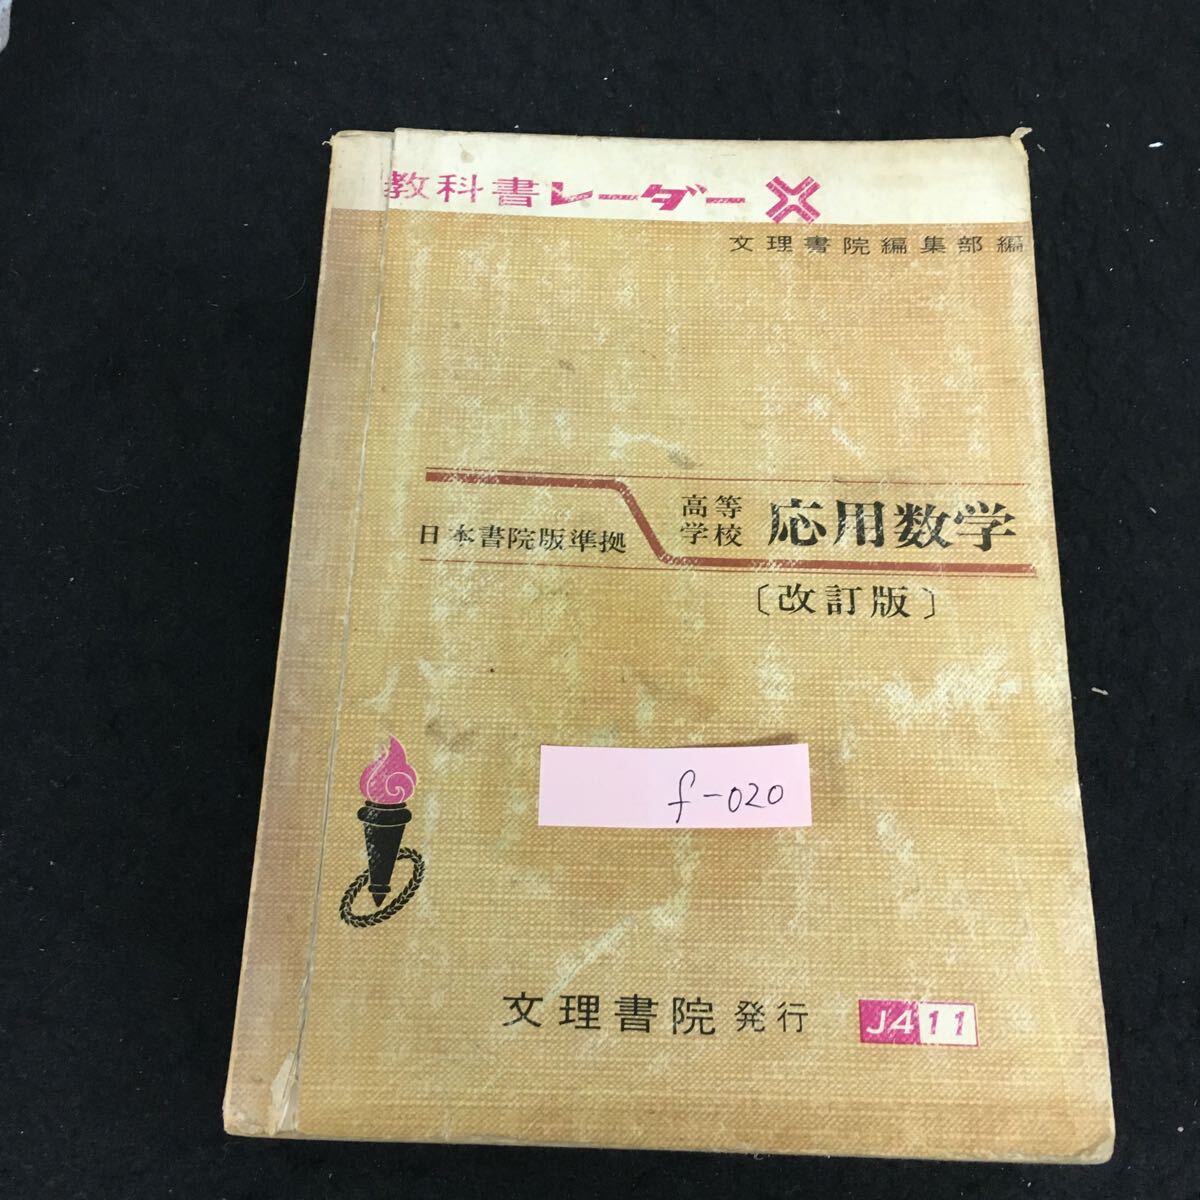 教科書レーダー
文理書院編集部編
日本書院版準拠
高等学校 応用数学
〔改訂版〕
f-020
文理書院 発行
J411